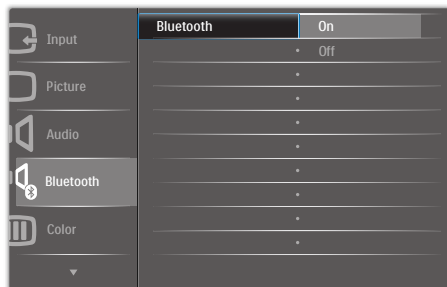 Input
Picture
Audio
Bluetooth
Color
Bluetooth On
Off